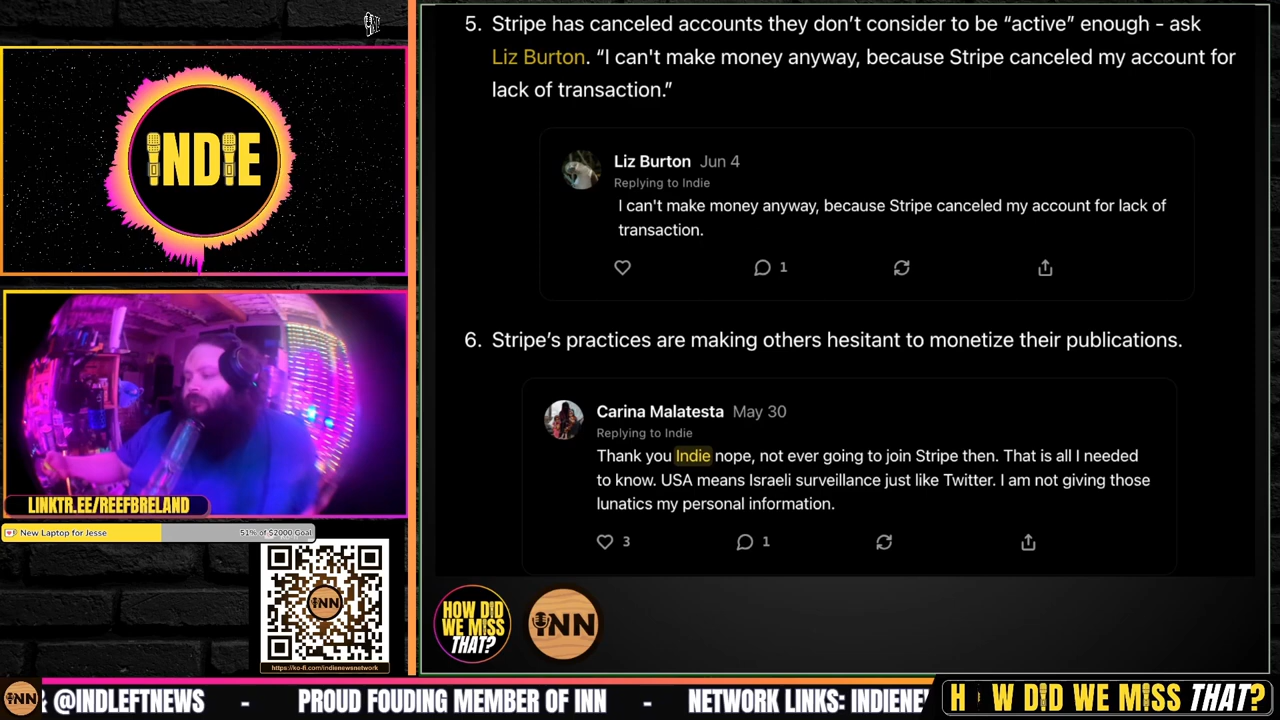 INDIE
LINKTR.EE/REEFBRELAND
New Laptop for Jesse 51% of $2000 Goal
INN
https://ko-fi.com/indienewsnetwork
5. Stripe has canceled accounts they don’t consider to be “active” enough - ask
Liz Burton. “I can't make money anyway, because Stripe canceled my account for
lack of transaction.”
Liz Burton Jun 4
Replying to Indie
I can't make money anyway, because Stripe canceled my account for lack of
transaction.
1
6. Stripe’s practices are making others hesitant to monetize their publications.
Carina Malatesta May 30
Replying to Indie
Thank you Indie nope, not ever going to join Stripe then. That is all I needed
to know. USA means Israeli surveillance just like Twitter. I am not giving those
lunatics my personal information.
3 1
HOW DID
WE MISS
THAT?
INN
INN
& @INDLEFTNEWS - PROUD FOUDING MEMBER OF INN - NETWORK LINKS: INDIENE
H W DID WE MISS THAT?